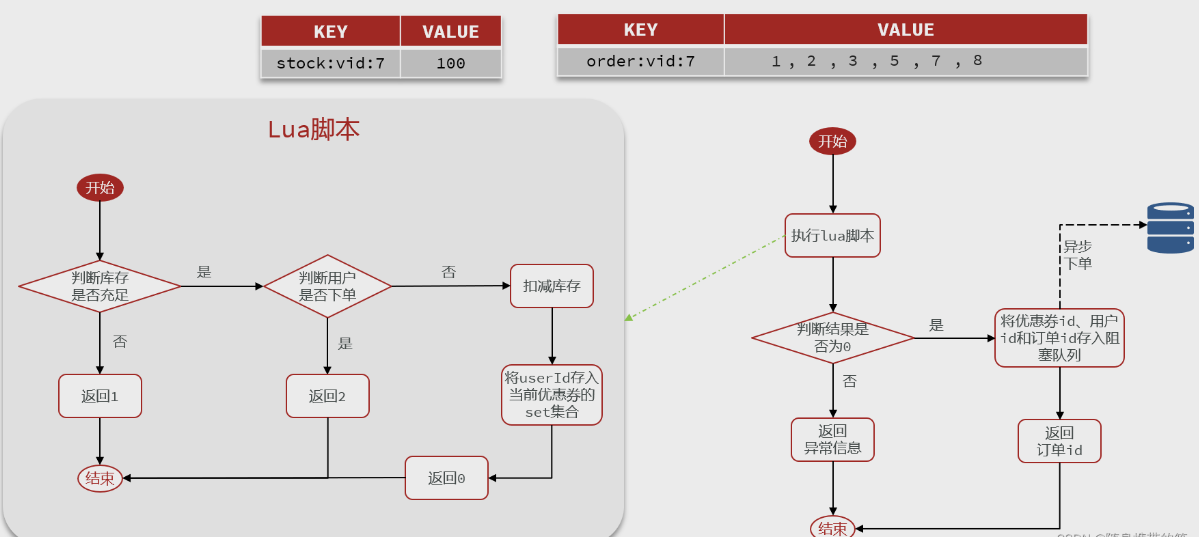 KEY VALUE
stock:vid:7 100
KEY VALUE
order:vid:7 1 , 2 , 3 , 5 , 7 , 8
Lua脚本
开始
判断库存
是否充足
是
否
返回1
判断用户
是否下单
否
是
返回2
扣减库存
将userId存入
当前优惠券的
set集合
返回0
结束
开始
执行lua脚本
判断结果是
否为0
是
否
返回
异常信息
将优惠券id、用户
id和订单id存入阻
塞队列
异步
下单
返回
订单id
结束